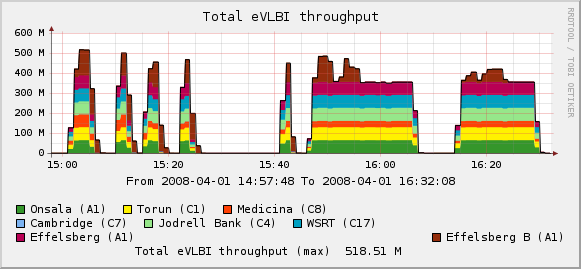 Total eVLBI throughput
RRDTOOL / TOBI OETIKER
600 M
500 M
400 M
300 M
200 M
100 M
0
15:00 15:20 15:40 16:00 16:20
From 2008-04-01 14:57:48 To 2008-04-01 16:32:08
Onsala (A1) Torun (C1) Medicina (C8)
Cambridge (C7) Jodrell Bank (C4) WSRT (C17)
Effelsberg (A1) Effelsberg B (A1)
Total eVLBI throughput (max) 518.51 M